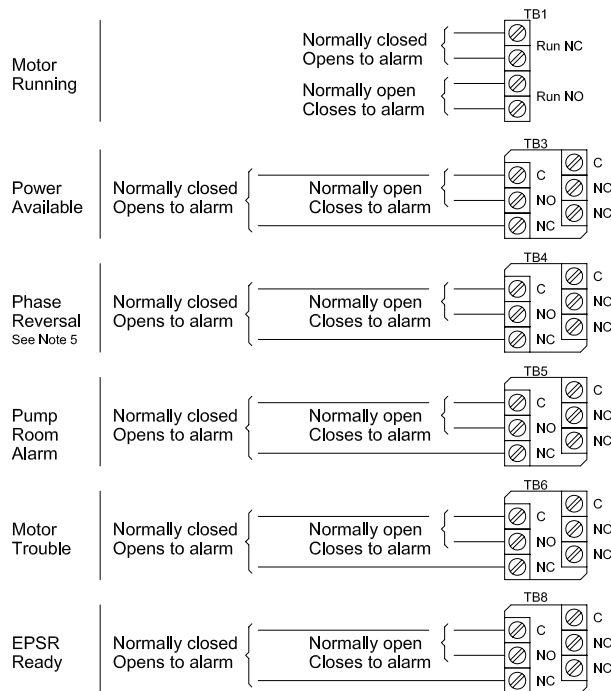 TB1
Motor
Running
Normally closed
Opens to alarm
Run NC
Normally open
Closes to alarm
Run NO
TB3
Power
Available
Normally closed
Opens to alarm
Normally open
Closes to alarm
C
NO
NC
C
NC
NC
TB4
Phase
Reversal
See Note 5
Normally closed
Opens to alarm
Normally open
Closes to alarm
C
NO
NC
C
NC
NC
TB5
Pump
Room
Alarm
Normally closed
Opens to alarm
Normally open
Closes to alarm
C
NO
NC
C
NC
NC
TB6
Motor
Trouble
Normally closed
Opens to alarm
Normally open
Closes to alarm
C
NO
NC
C
NC
NC
TB8
EPSR
Ready
Normally closed
Opens to alarm
Normally open
Closes to alarm
C
NO
NC
C
NC
NC